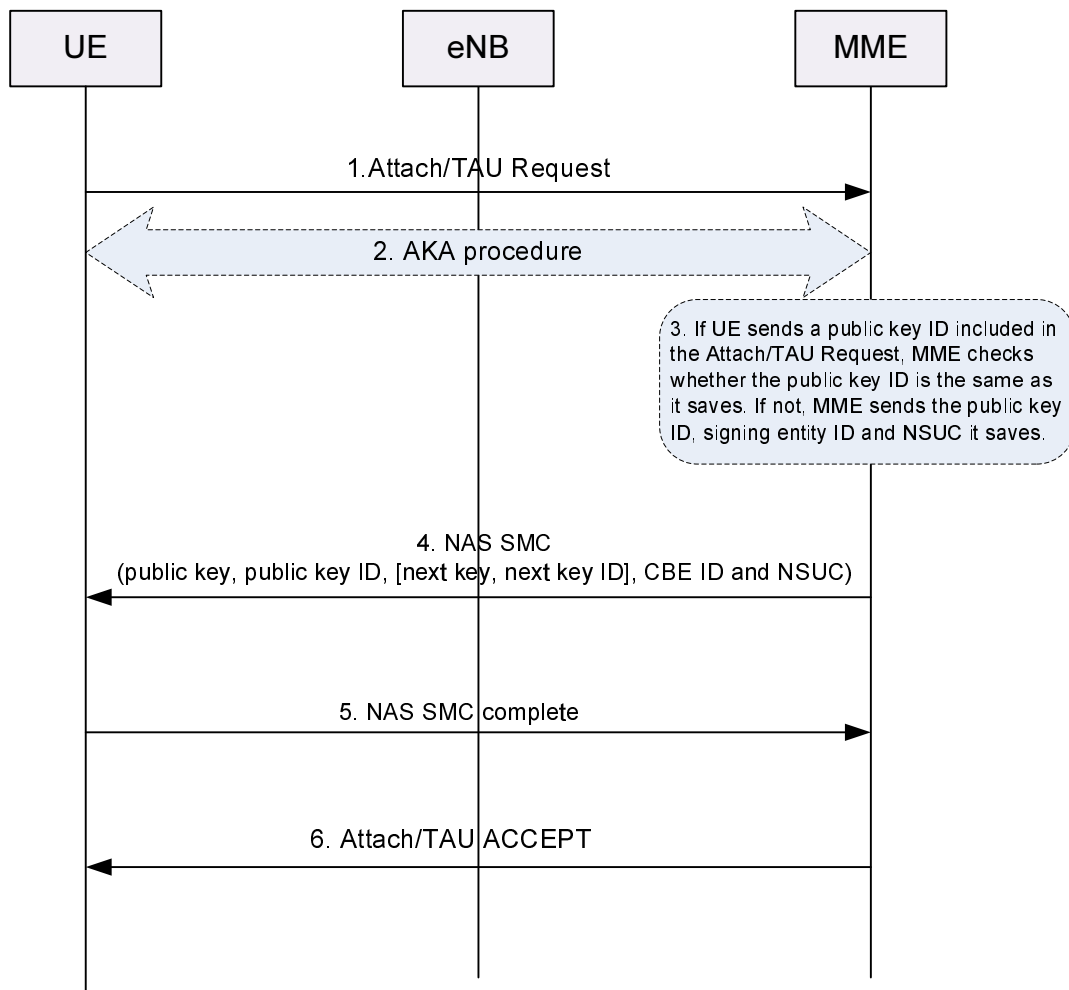 UE
eNB
MME
1.Attach/TAU Request
2. AKA procedure
3. If UE sends a public key ID included in
the Attach/TAU Request, MME checks
whether the public key ID is the same as
it saves. If not, MME sends the public key
ID, signing entity ID and NSUC it saves.
4. NAS SMC
(public key, public key ID, [next key, next key ID], CBE ID and NSUC)
5. NAS SMC complete
6. Attach/TAU ACCEPT